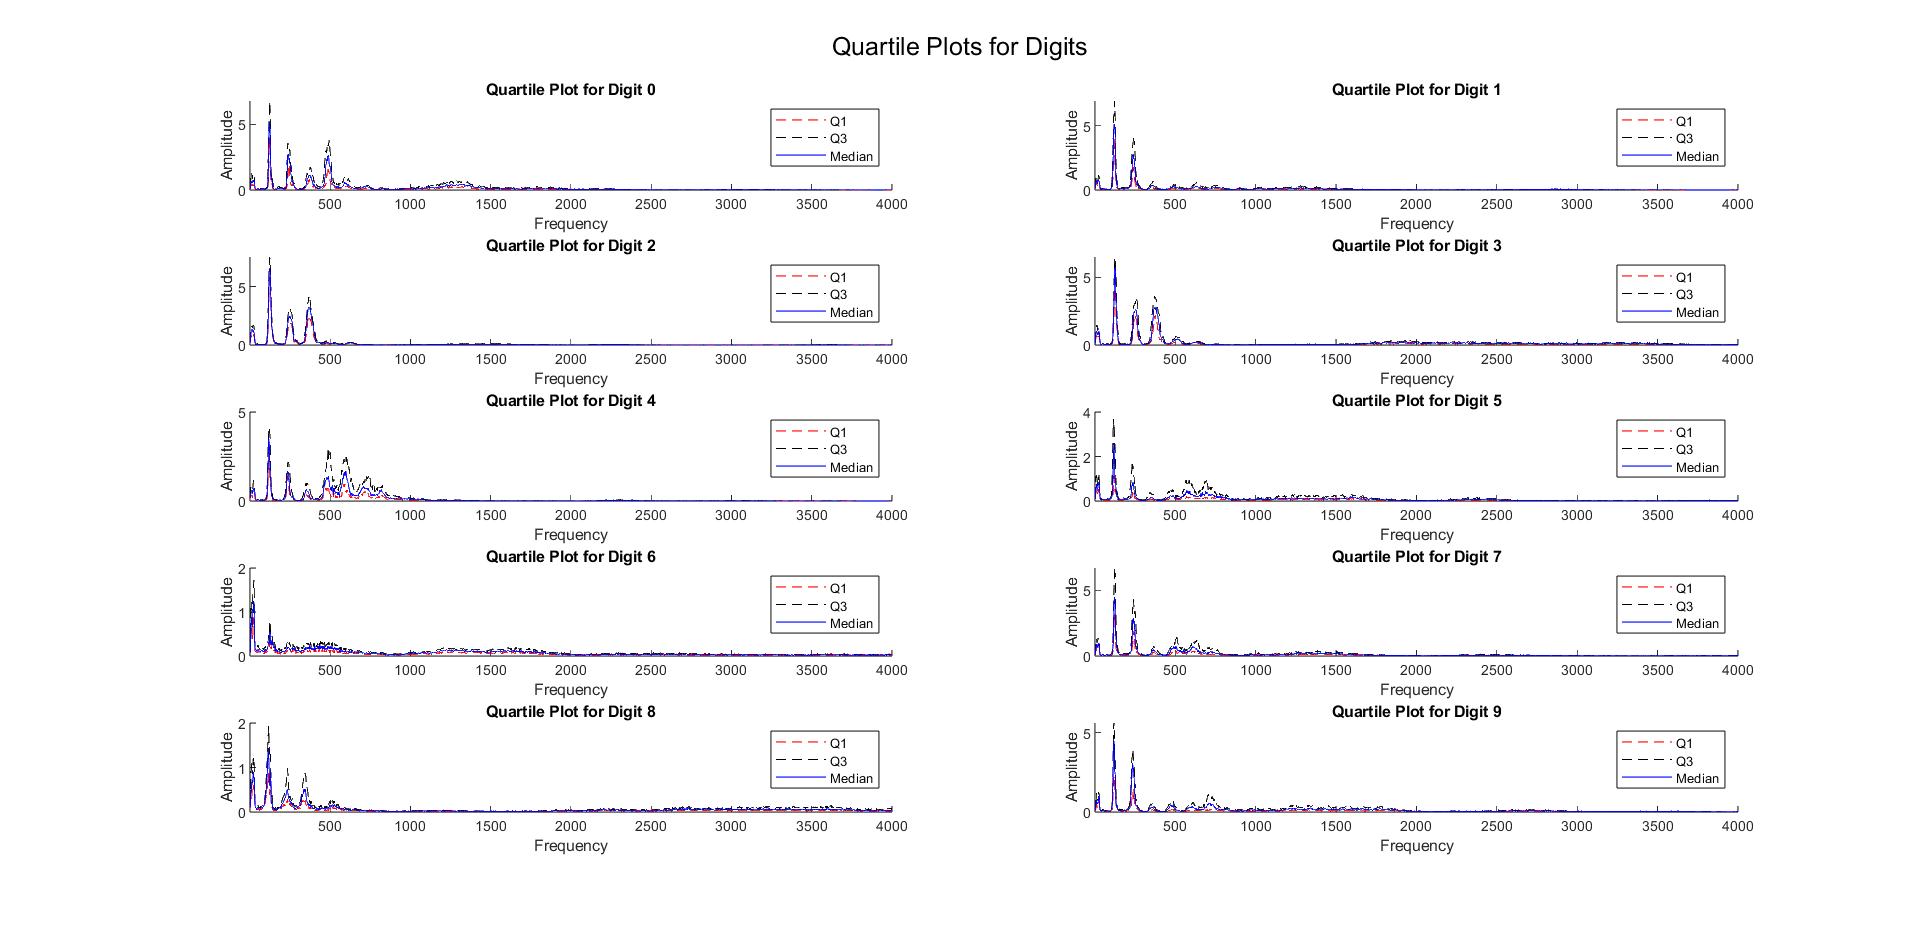 Quartile Plots for Digits
Quartile Plot for Digit 0
Amplitude
5
0
Q1
Q3
Median
500 1000 1500 2000 2500 3000 3500 4000
Frequency
Quartile Plot for Digit 1
Amplitude
5
0
Q1
Q3
Median
500 1000 1500 2000 2500 3000 3500 4000
Frequency
Quartile Plot for Digit 2
Amplitude
5
0
Q1
Q3
Median
500 1000 1500 2000 2500 3000 3500 4000
Frequency
Quartile Plot for Digit 3
Amplitude
5
0
Q1
Q3
Median
500 1000 1500 2000 2500 3000 3500 4000
Frequency
Quartile Plot for Digit 4
Amplitude
5
0
Q1
Q3
Median
500 1000 1500 2000 2500 3000 3500 4000
Frequency
Quartile Plot for Digit 5
Amplitude
4
2
0
Q1
Q3
Median
500 1000 1500 2000 2500 3000 3500 4000
Frequency
Quartile Plot for Digit 6
Amplitude
2
1
0
Q1
Q3
Median
500 1000 1500 2000 2500 3000 3500 4000
Frequency
Quartile Plot for Digit 7
Amplitude
5
0
Q1
Q3
Median
500 1000 1500 2000 2500 3000 3500 4000
Frequency
Quartile Plot for Digit 8
Amplitude
2
1
0
Q1
Q3
Median
500 1000 1500 2000 2500 3000 3500 4000
Frequency
Quartile Plot for Digit 9
Amplitude
5
0
Q1
Q3
Median
500 1000 1500 2000 2500 3000 3500 4000
Frequency